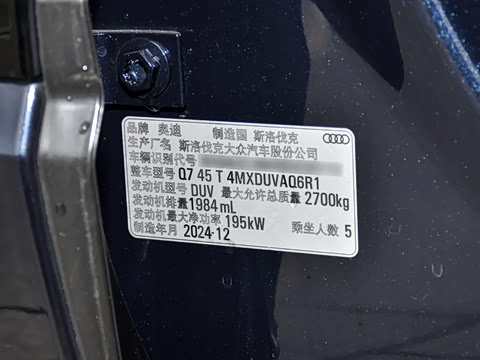 品牌 奥迪 制造国 斯洛伐克
生产厂名 斯洛伐克大众汽车股份公司
车辆识别代号
整车型号 Q7 45 T 4MXDUVAQ6R1
发动机型号 DUV 最大允许总质量 2700kg
发动机排量 1984 mL
发动机最大净功率 195kW 乘坐人数 5
制造年月 2024-12